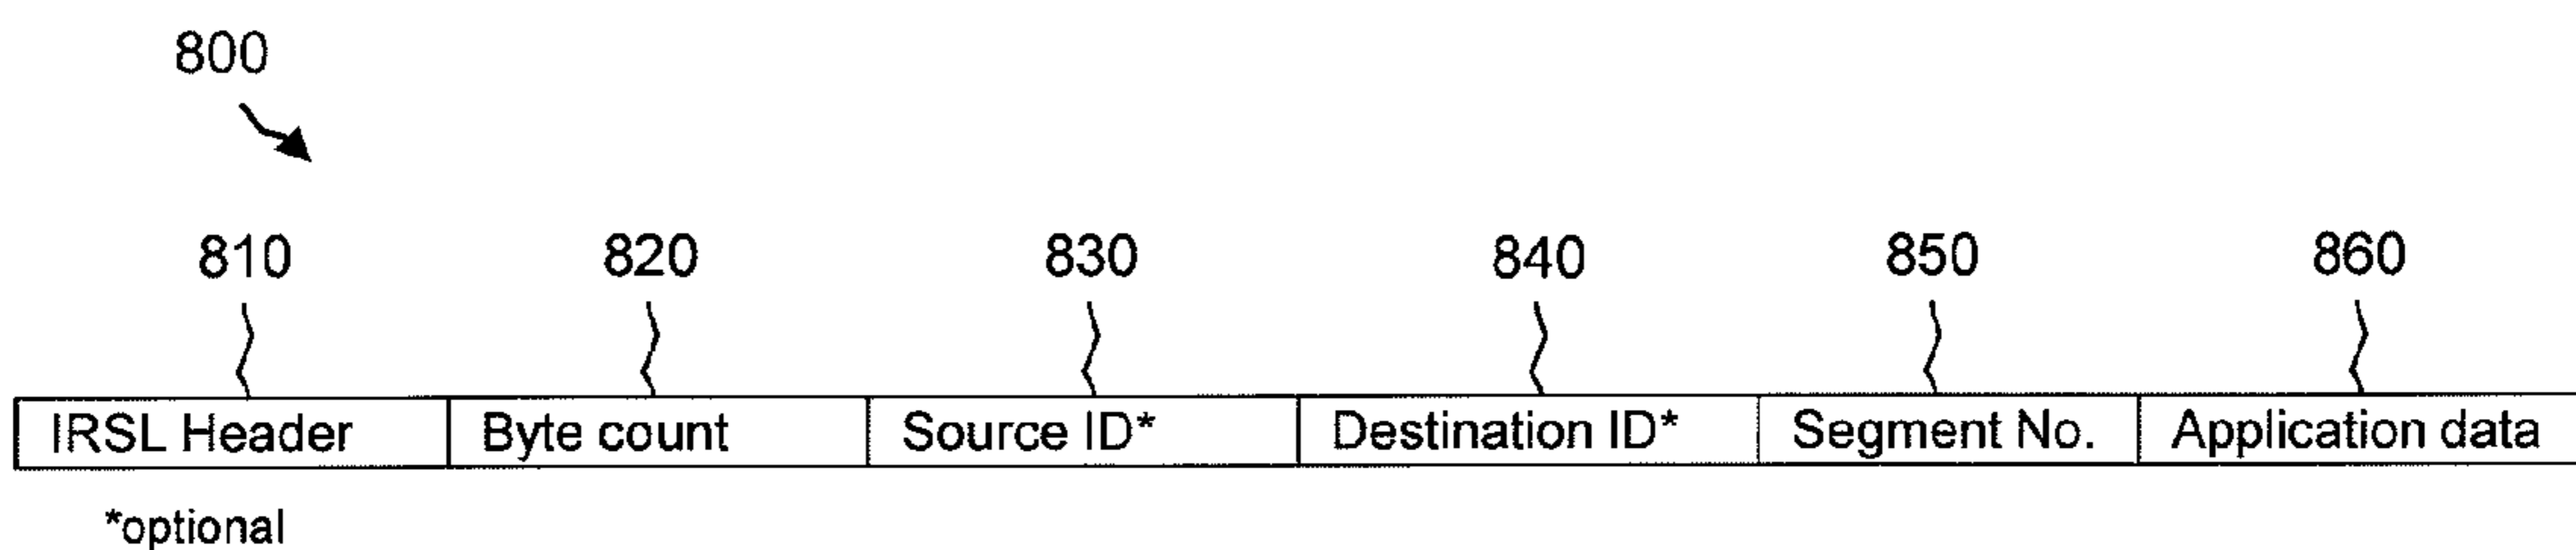 800
810 820 830 840 850 860
IRSL Header Byte count Source ID* Destination ID* Segment No. Application data
*optional